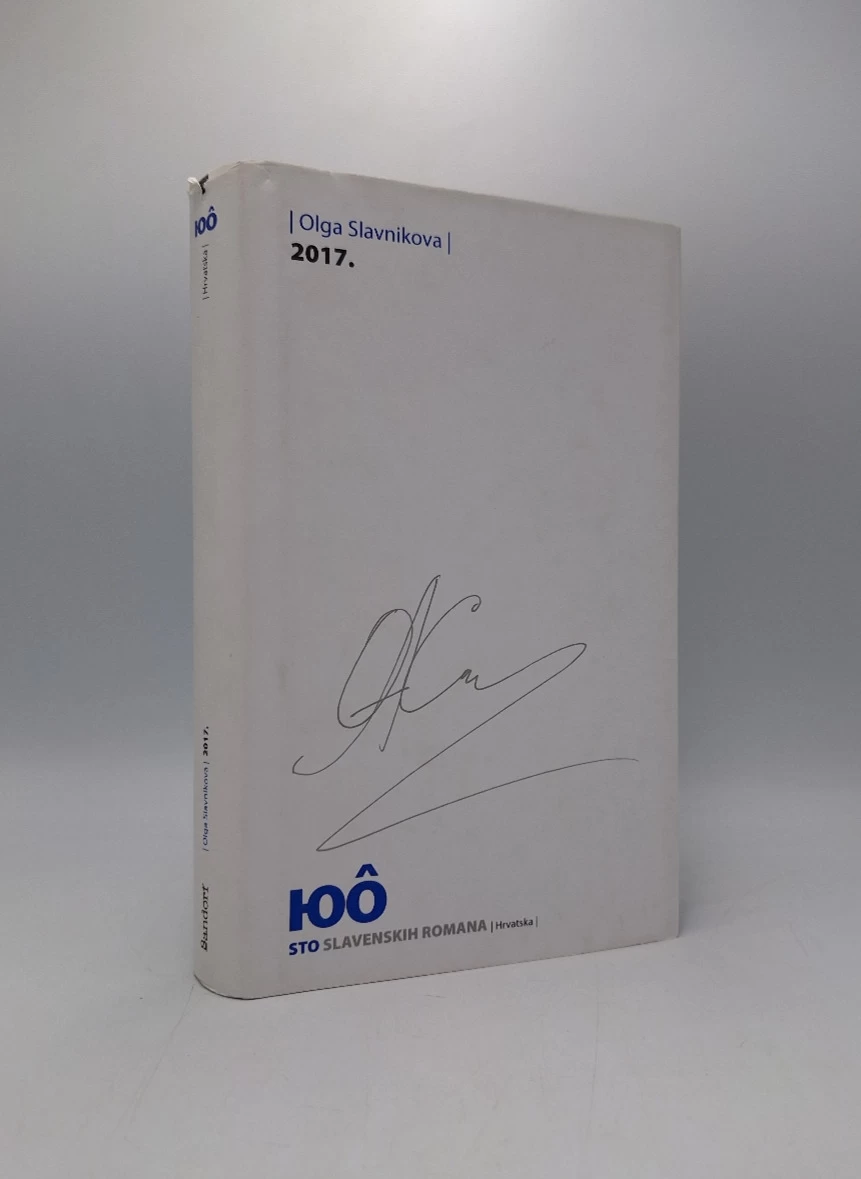 | Olga Slavnikova |
2017.
ЮÔ
STO SLAVENSKIH ROMANA | Hrvatska |
ЮÔ
| Hrvatska |
| Olga Slavnikova | 2017.
Sandorf